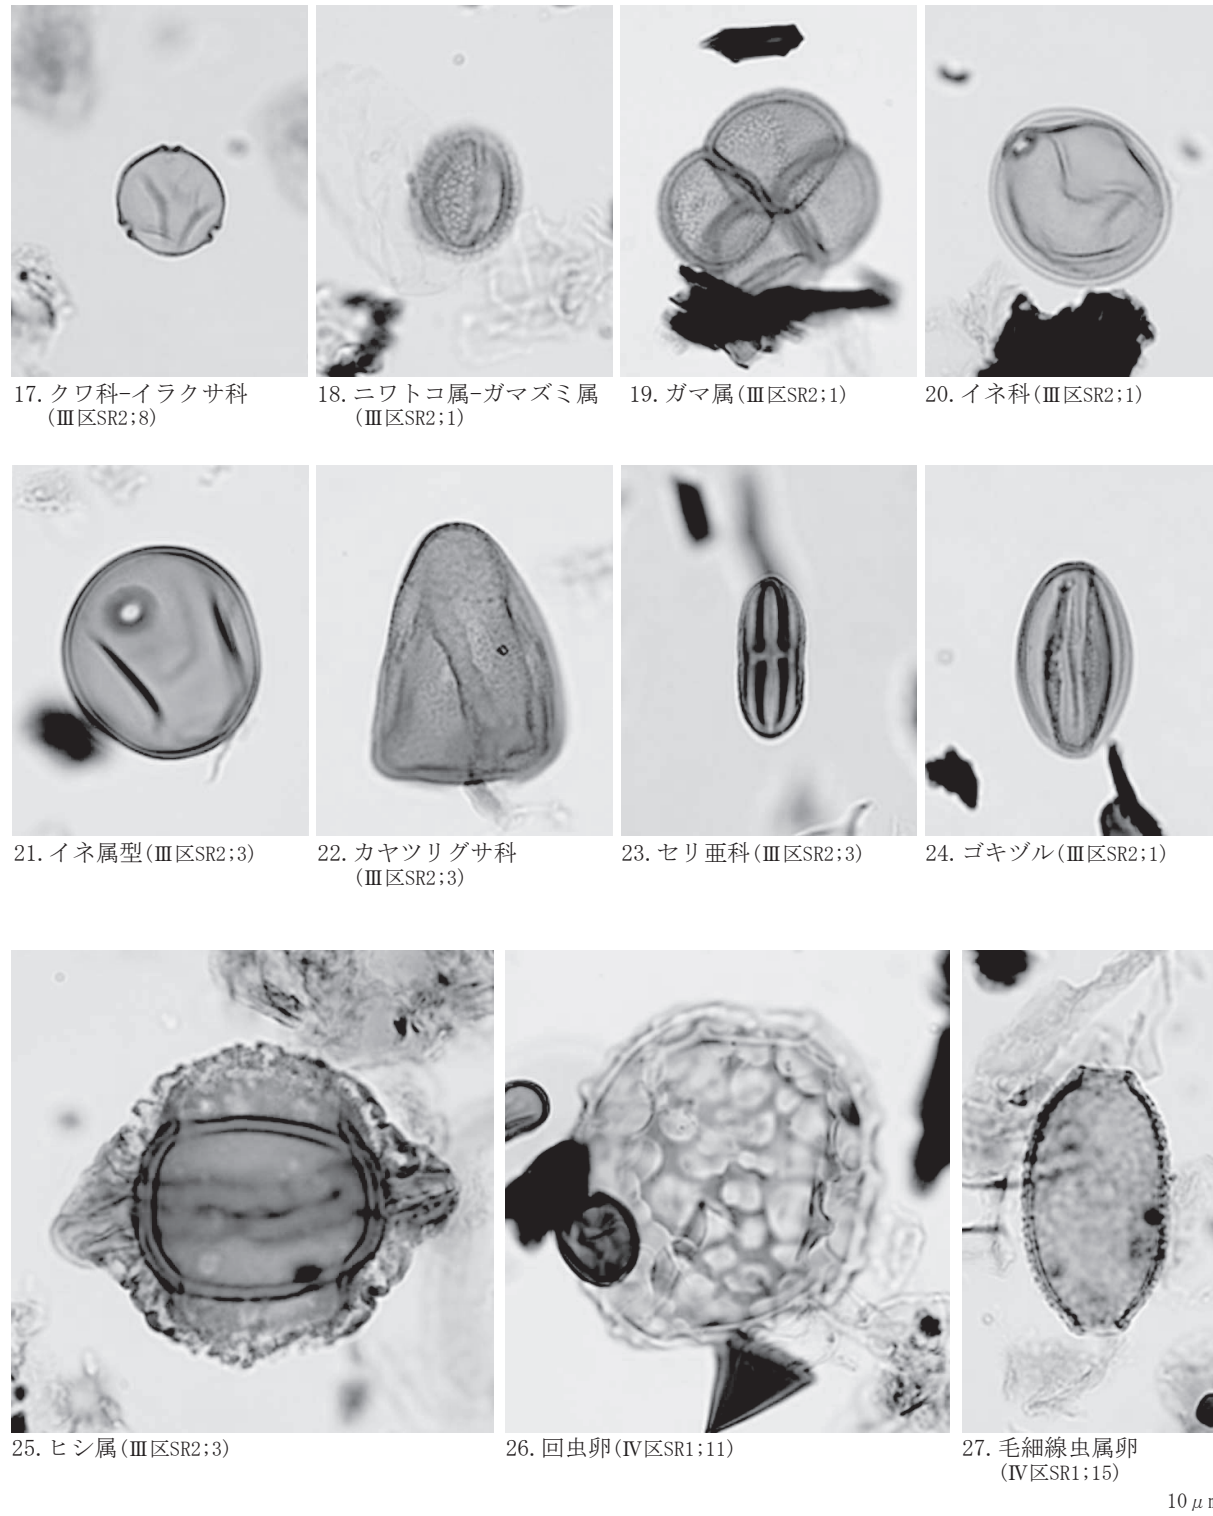 17. クワ科−イラクサ科
(Ⅲ区SR2;8)
18. ニワトコ属−ガマズミ属
(Ⅲ区SR2;1)
19. ガマ属(Ⅲ区SR2;1)
20. イネ科(Ⅲ区SR2;1)
21. イネ属型(Ⅲ区SR2;3)
22. カヤツリグサ科
(Ⅲ区SR2;3)
23. セリ亜科(Ⅲ区SR2;3)
24. ゴキヅル(Ⅲ区SR2;1)
25. ヒシ属(Ⅲ区SR2;3)
26. 回虫卵(Ⅳ区SR1;11)
27. 毛細線虫属卵
(Ⅳ区SR1;15)
10